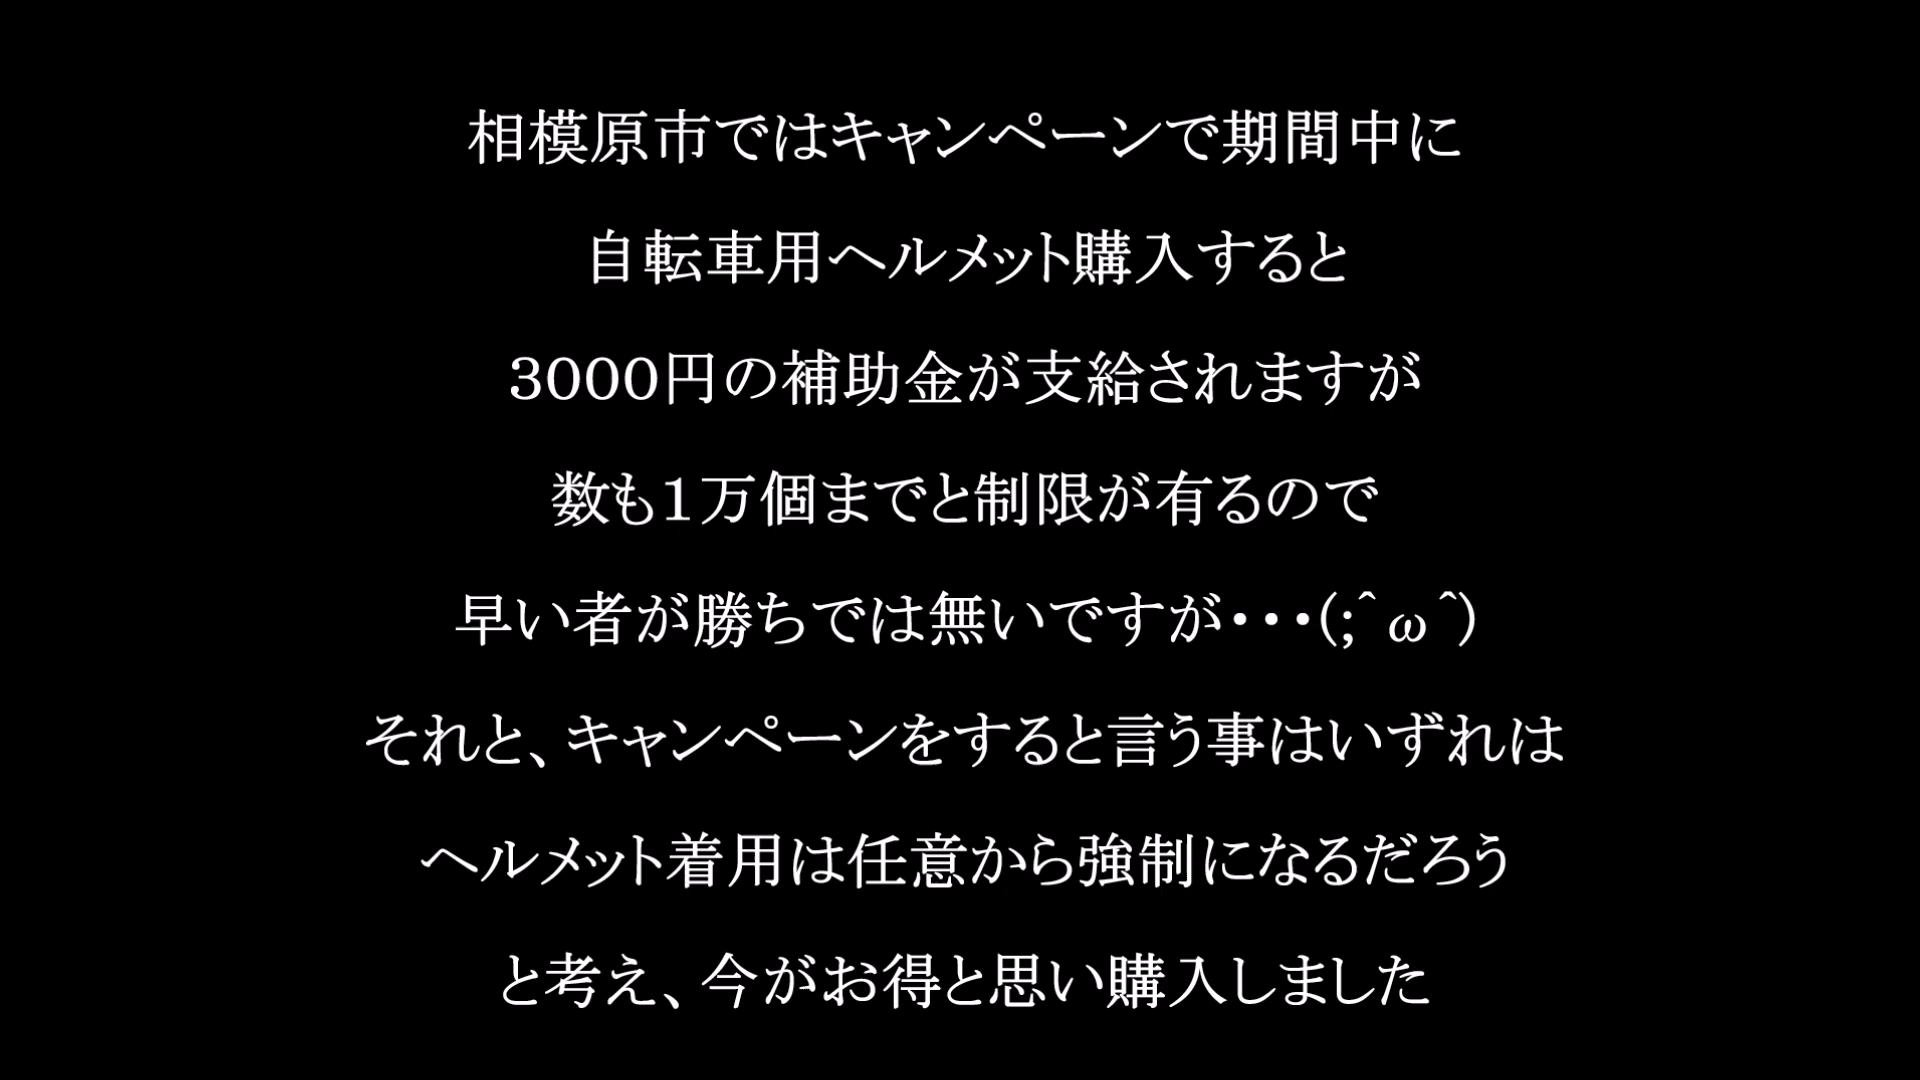 相模原市ではキャンペーンで期間中に
自転車用ヘルメット購入すると
3000円の補助金が支給されますが
数も1万個までと制限が有るので
早い者が勝ちでは無いですが・・・(;^ω^)
それと、キャンペーンをすると言う事はいずれは
ヘルメット着用は任意から強制になるだろう
と考え、今がお得と思い購入しました